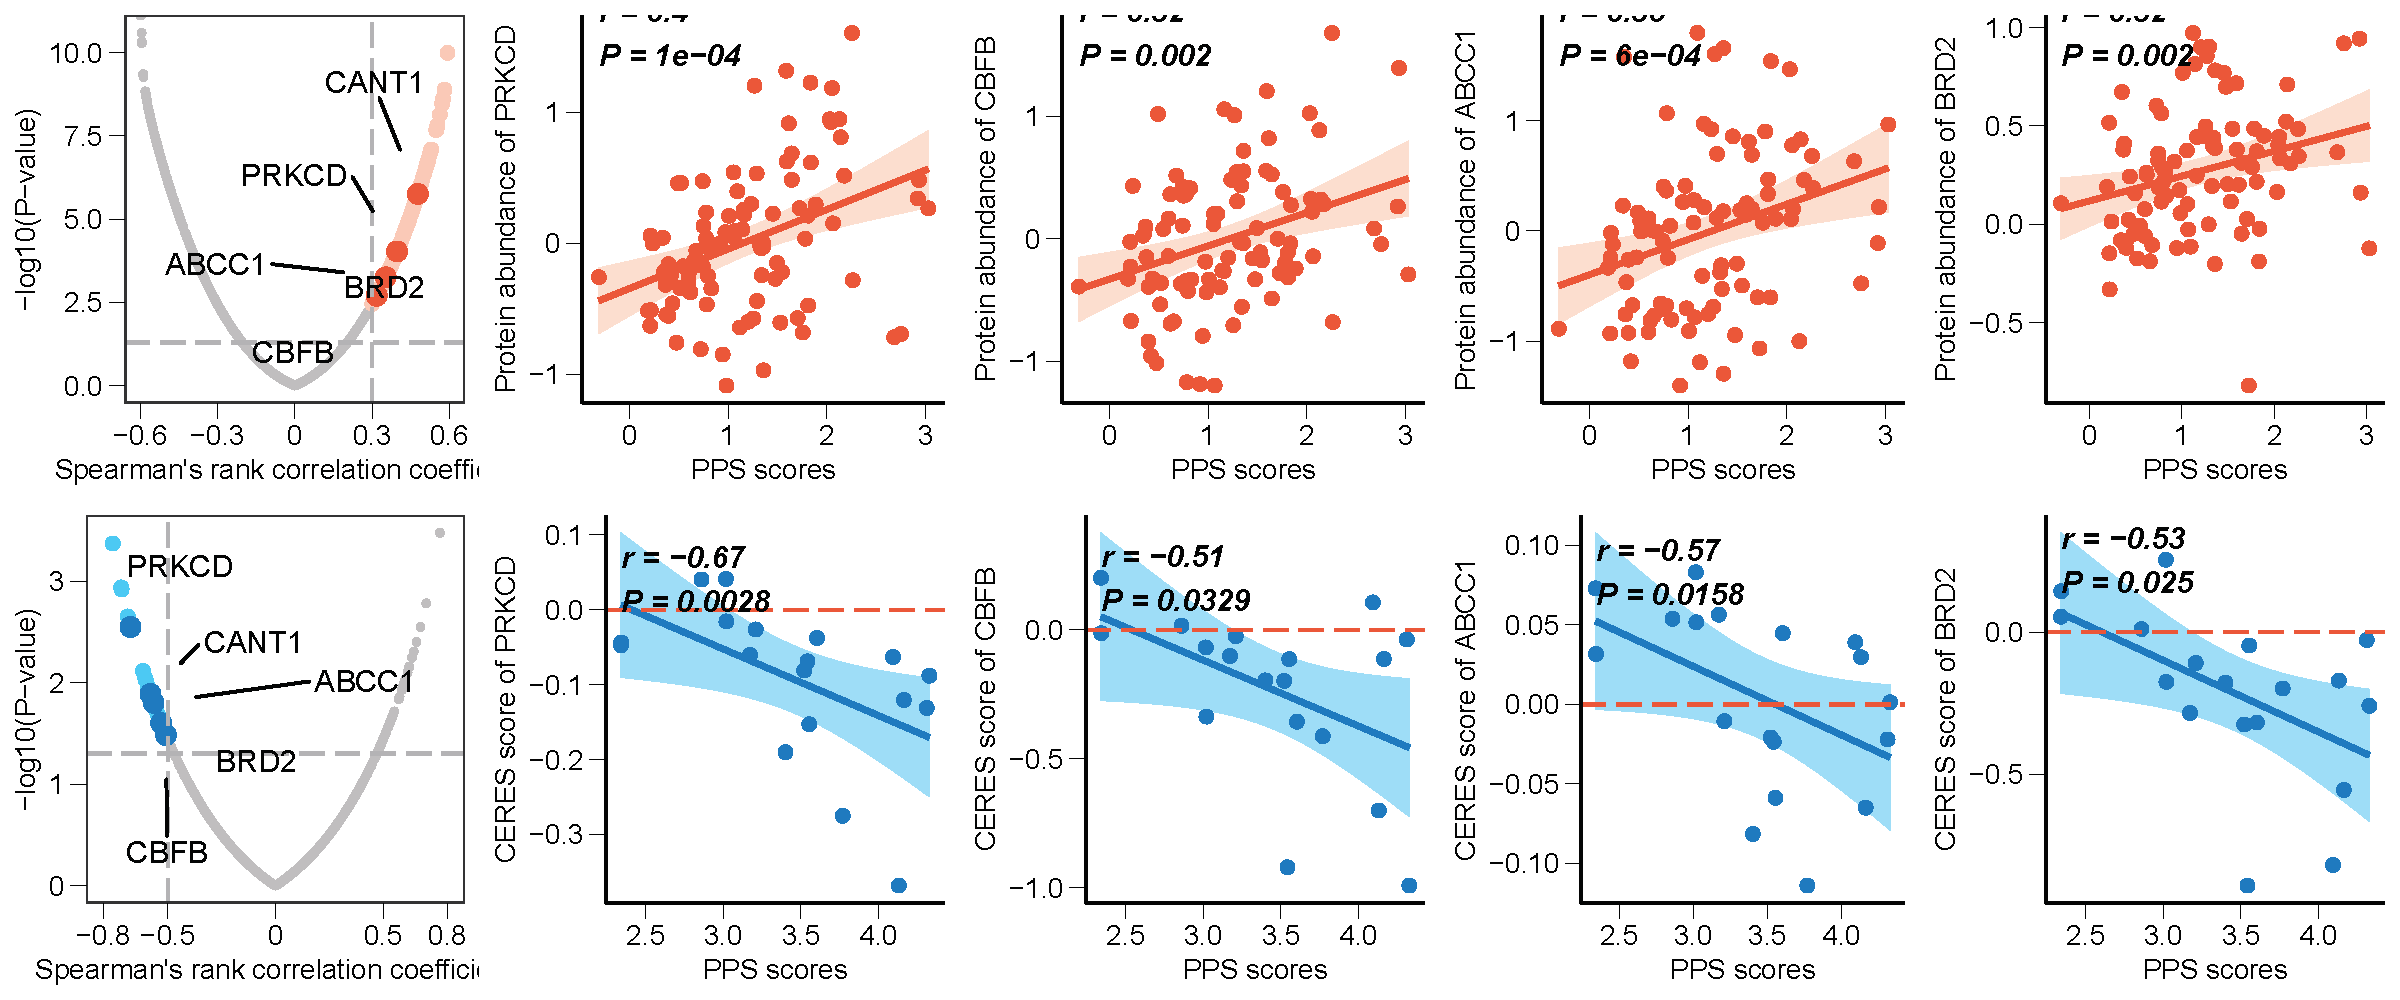 10.0
7.5
5.0
2.5
0.0
−log10(P−value)
CANT1
PRKCD
ABCC1
BRD2
CBFB
−0.6 −0.3 0 0.3 0.6
Spearman's rank correlation coeffi
P = 1e−04
1
0
−1
Protein abundance of PRKCD
0 1 2 3
PPS scores
P = 0.002
1
0
−1
Protein abundance of CBFB
0 1 2 3
PPS scores
P = 6e−04
1
0
−1
Protein abundance of ABCC1
0 1 2 3
PPS scores
P = 0.002
1.0
0.5
0.0
−0.5
Protein abundance of BRD2
0 1 2 3
PPS scores
3
2
1
0
−log10(P−value)
PRKCD
CANT1
ABCC1
BRD2
CBFB
−0.8 −0.5 0 0.5 0.8
Spearman's rank correlation coeffici
r = −0.67
P = 0.0028
0.1
0.0
−0.1
−0.2
−0.3
CERES score of PRKCD
2.5 3.0 3.5 4.0
PPS scores
r = −0.51
P = 0.0329
0.0
−0.5
−1.0
CERES score of CBFB
2.5 3.0 3.5 4.0
PPS scores
r = −0.57
P = 0.0158
0.10
0.05
0.00
−0.05
−0.10
CERES score of ABCC1
2.5 3.0 3.5 4.0
PPS scores
r = −0.53
P = 0.025
0.0
−0.5
CERES score of BRD2
2.5 3.0 3.5 4.0
PPS scores